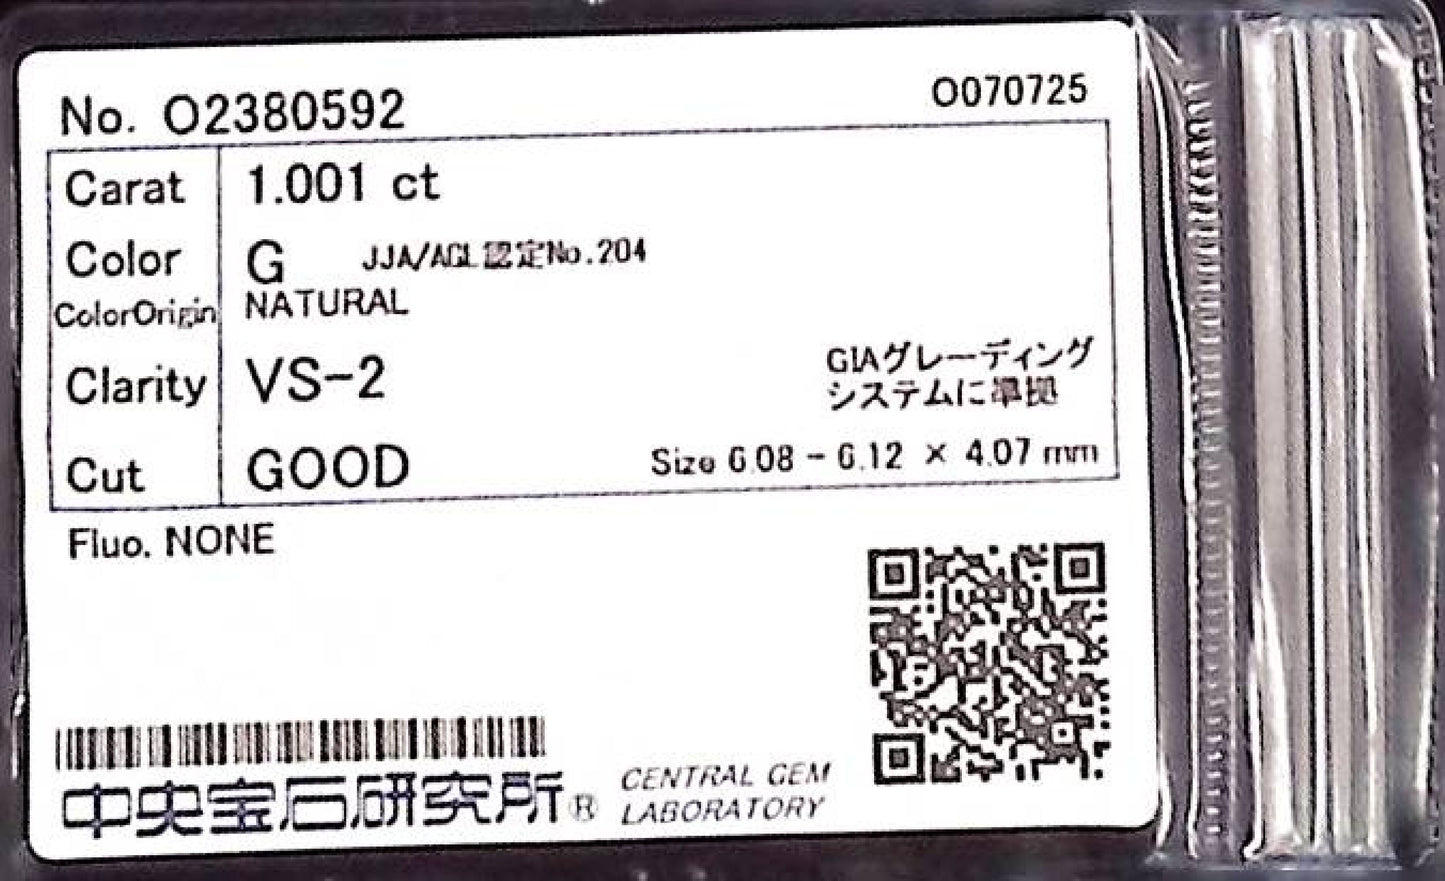 No. O2380592
O070725
Carat 1.001 ct
Color G JJA/AGL認定No.204
ColorOrigin NATURAL
Clarity VS-2
GIAグレーディング
システムに準拠
Cut GOOD Size 6.08 - 6.12 × 4.07 mm
Fluo. NONE
中央宝石研究所® CENTRAL GEM
LABORATORY